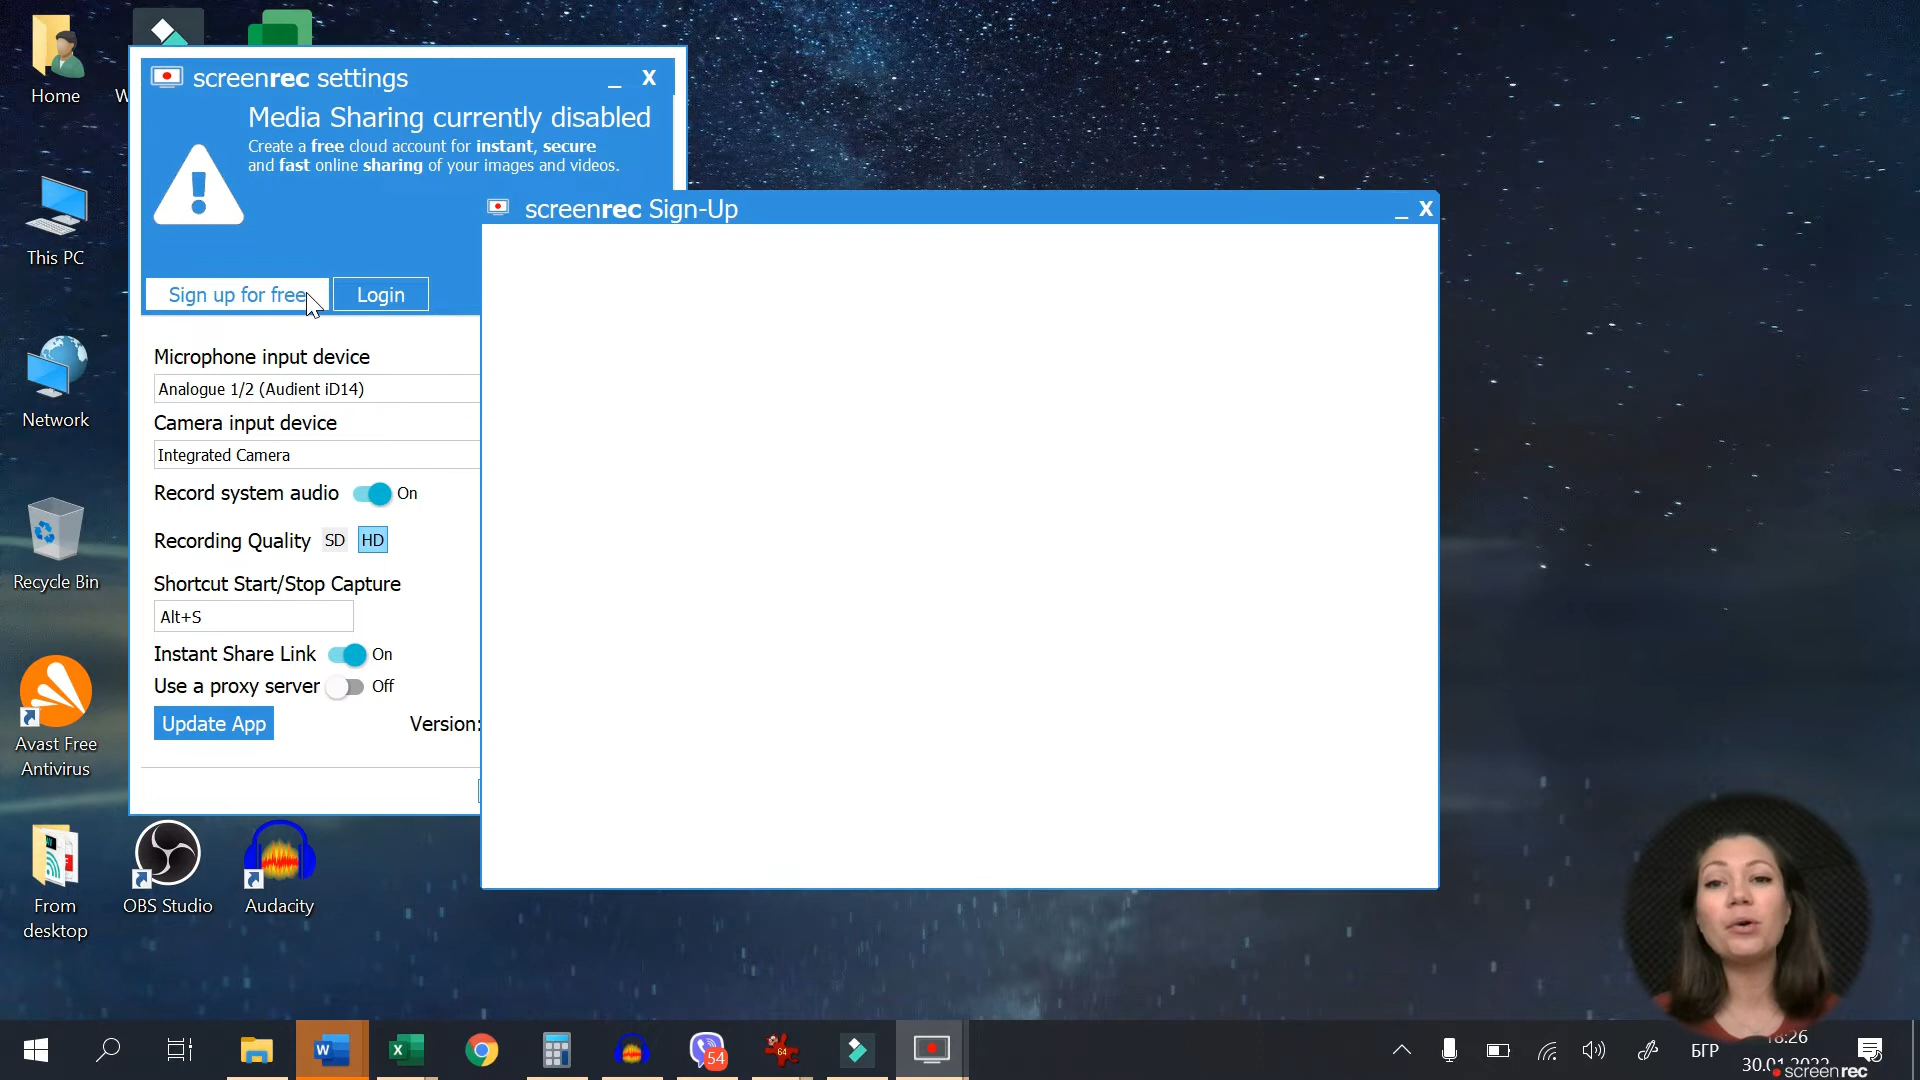 Home
W
This PC
Network
Recycle Bin
Avast Free
Antivirus
From
desktop
OBS Studio
Audacity
screenrec settings
_ X
Media Sharing currently disabled
Create a free cloud account for instant, secure
and fast online sharing of your images and videos.
Sign up for free
Login
Microphone input device
Analogue 1/2 (Audient iD14)
Camera input device
Integrated Camera
Record system audio On
Recording Quality SD HD
Shortcut Start/Stop Capture
Alt+S
Instant Share Link On
Use a proxy server Off
Update App
Version:
screenrec Sign-Up
_ X
W
X
54
64
БГР
18:26
screenrec